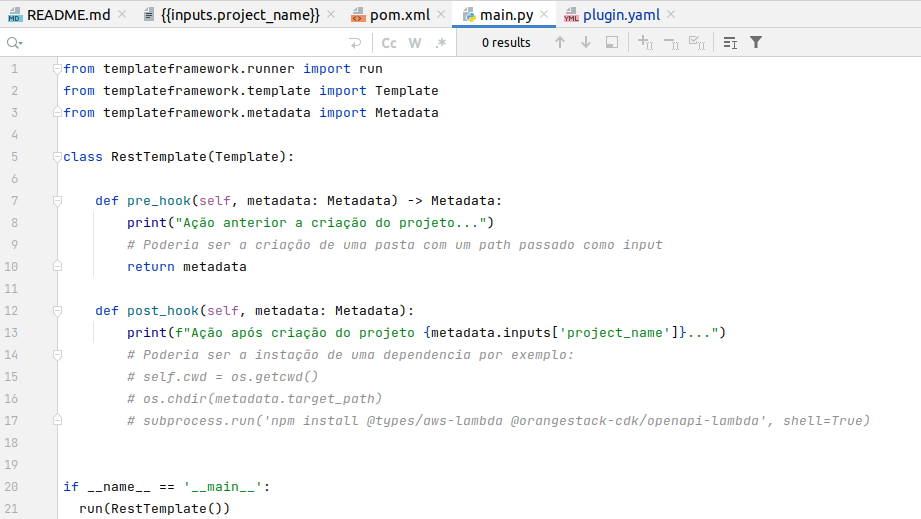 README.md {{inputs.project_name}} pom.xml main.py plugin.yaml
Cc W .* 0 results
1 from templateframework.runner import run
2 from templateframework.template import Template
3 from templateframework.metadata import Metadata
4
5 class RestTemplate(Template):
6
7 def pre_hook(self, metadata: Metadata) -> Metadata:
8 print("Ação anterior a criação do projeto...")
9 # Poderia ser a criação de uma pasta com um path passado como input
10 return metadata
11
12 def post_hook(self, metadata: Metadata):
13 print(f"Ação após criação do projeto {metadata.inputs['project_name']}...")
14 # Poderia ser a instação de uma dependencia por exemplo:
15 # self.cwd = os.getcwd()
16 # os.chdir(metadata.target_path)
17 # subprocess.run('npm install @types/aws-lambda @orangestack-cdk/openapi-lambda', shell=True)
18
19
20 if __name__ == '__main__':
21 run(RestTemplate())